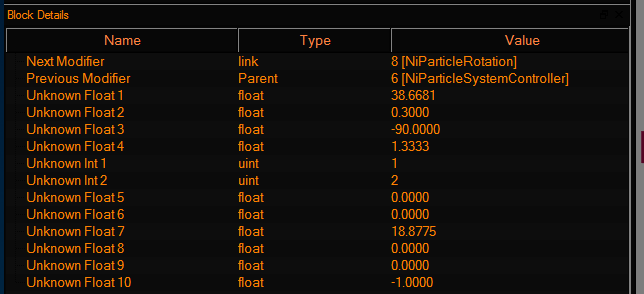 Block Details
Name Type Value
Next Modifier link 8 [NiParticleRotation]
Previous Modifier Parent 6 [NiParticleSystemController]
Unknown Float 1 float 38.6681
Unknown Float 2 float 0.3000
Unknown Float 3 float -90.0000
Unknown Float 4 float 1.3333
Unknown Int 1 uint 1
Unknown Int 2 uint 2
Unknown Float 5 float 0.0000
Unknown Float 6 float 0.0000
Unknown Float 7 float 18.8775
Unknown Float 8 float 0.0000
Unknown Float 9 float 0.0000
Unknown Float 10 float -1.0000